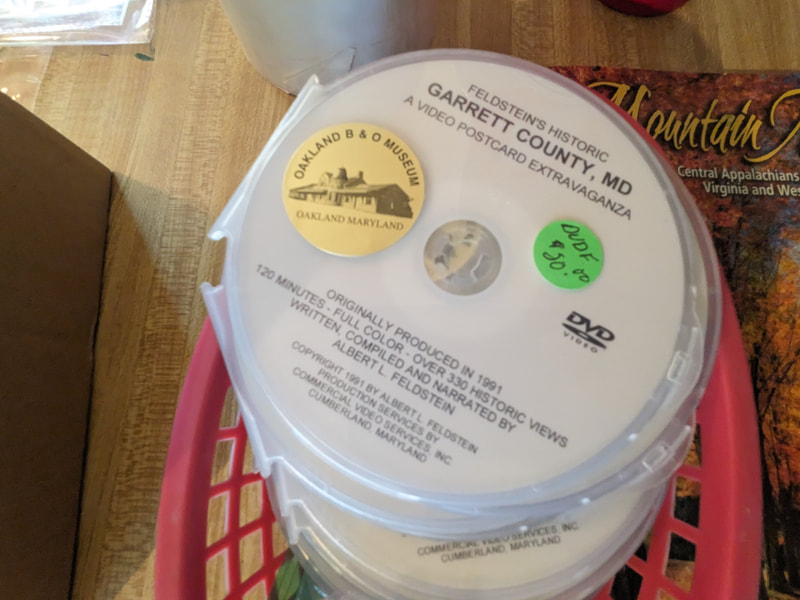 FELDSTEIN'S HISTORIC
GARRETT COUNTY, MD
A VIDEO POSTCARD EXTRAVAGANZA
OAKLAND B & O MUSEUM
OAKLAND MARYLAND
$30.00
DVD
VIDEO
ORIGINALLY PRODUCED IN 1991
120 MINUTES - FULL COLOR - OVER 330 HISTORIC VIEWS
WRITTEN, COMPILED AND NARRATED BY
ALBERT L. FELDSTEIN
COPYRIGHT 1991 BY ALBERT L. FELDSTEIN
PRODUCTION SERVICES BY
COMMERCIAL VIDEO SERVICES, INC.
CUMBERLAND, MARYLAND
COMMERCIAL VIDEO SERVICES, INC.
CUMBERLAND, MARYLAND
Mountain
Central Appalachians
Virginia and Wes